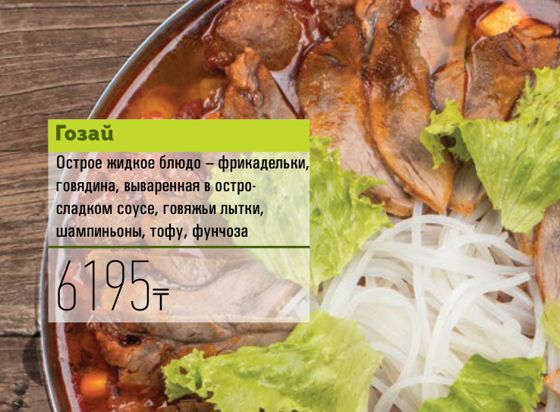 Гозай
Острое жидкое блюдо – фрикадельки,
говядина, вываренная в остро-
сладком соусе, говяжьи лытки,
шампиньоны, тофу, фунчоза
6195₸